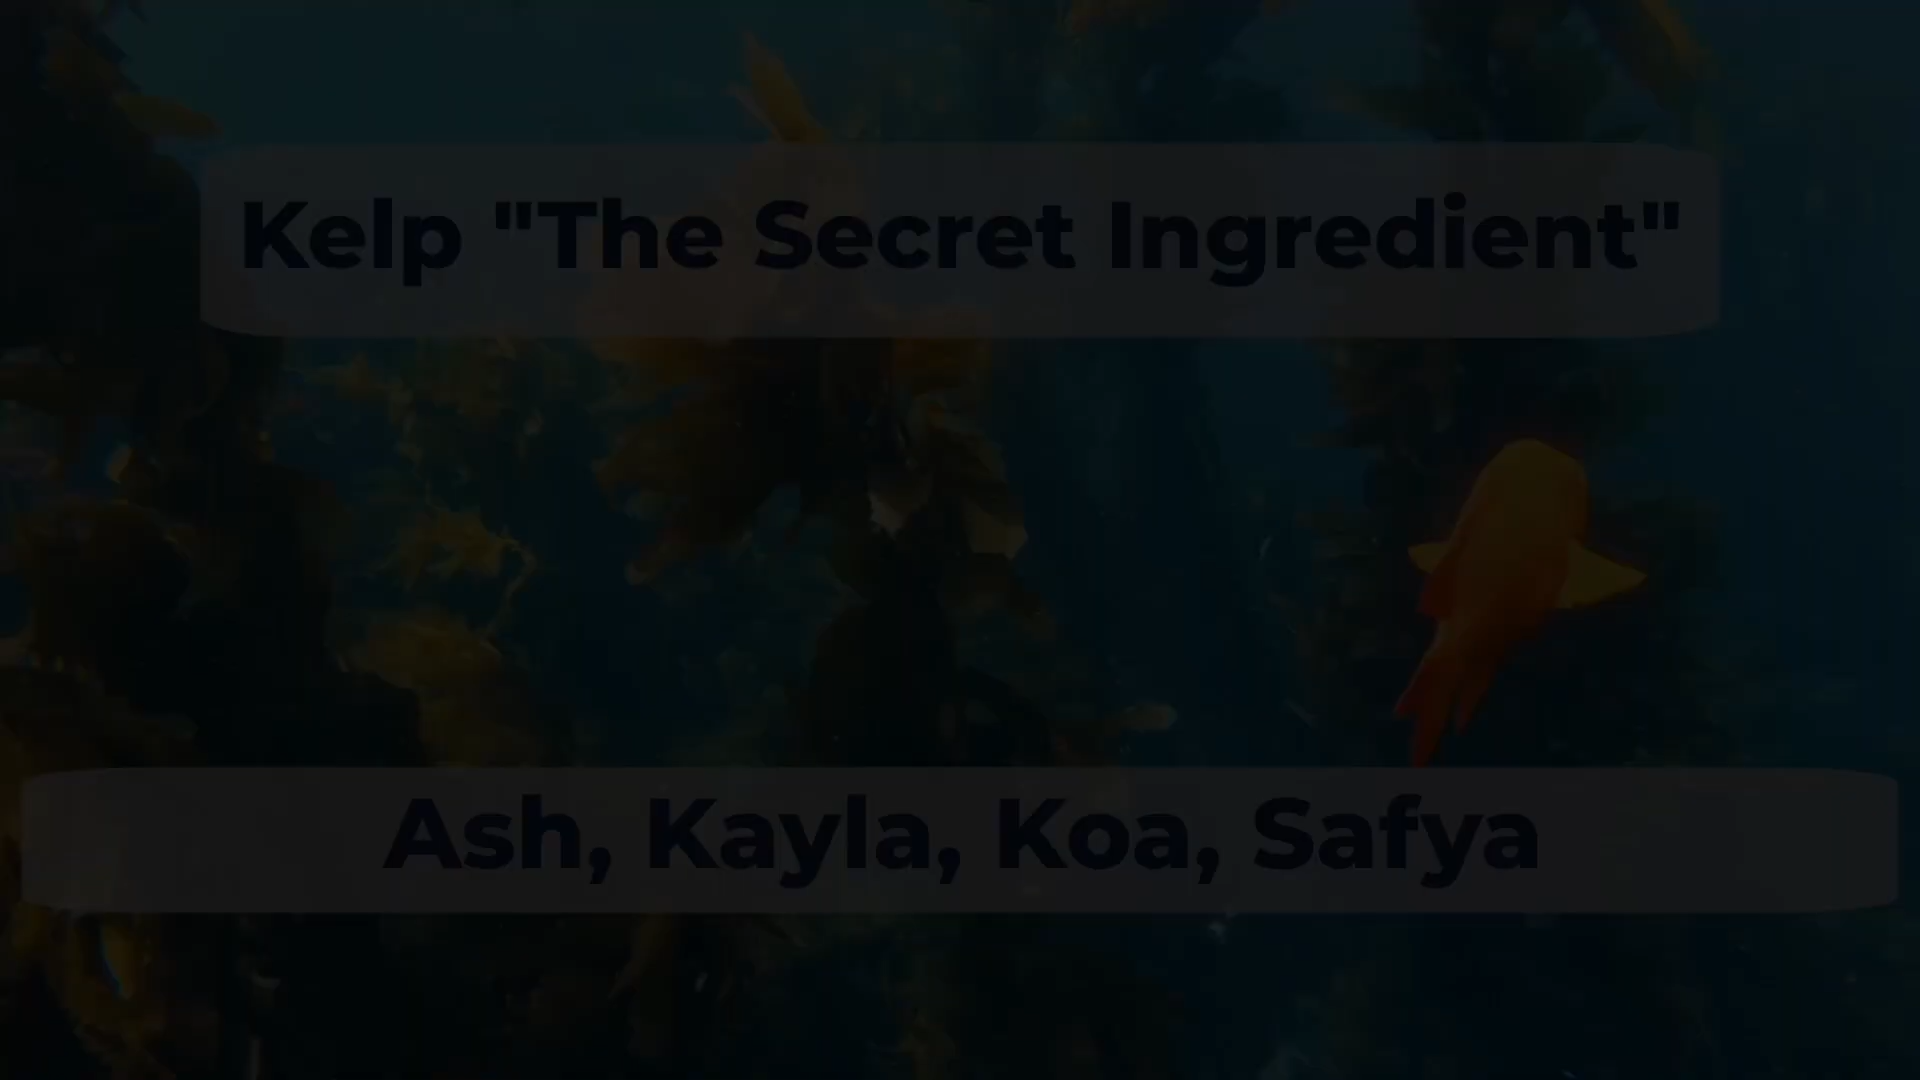 Kelp "The Secret Ingredient"
Ash, Kayla, Koa, Safya